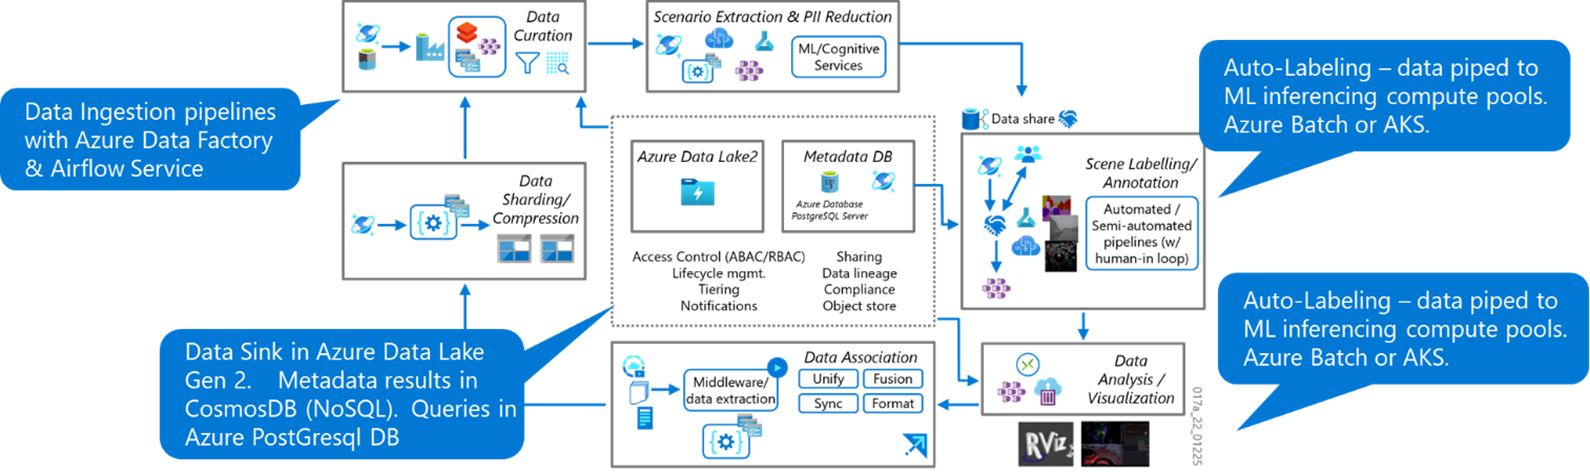 Data
Curation
Scenario Extraction & PII Reduction
ML/Cognitive
Services
Auto-Labeling – data piped to
ML inferencing compute pools.
Azure Batch or AKS.
Data Ingestion pipelines
with Azure Data Factory
& Airflow Service
Data share
Azure Data Lake2
Metadata DB
Azure Database
PostgreSQL Server
Scene Labelling/
Annotation
Automated /
Semi-automated
pipelines (w/
human-in loop)
Data
Sharding/
Compression
Access Control (ABAC/RBAC)
Lifecycle mgmt.
Tiering
Notifications
Sharing
Data lineage
Compliance
Object store
Auto-Labeling – data piped to
ML inferencing compute pools.
Azure Batch or AKS.
Data Sink in Azure Data Lake
Gen 2. Metadata results in
CosmosDB (NoSQL). Queries in
Azure PostGresql DB
Data Association
Middleware/
data extraction
Unify
Fusion
Sync
Format
Data
Analysis /
Visualization
RViz
017a_22_01225